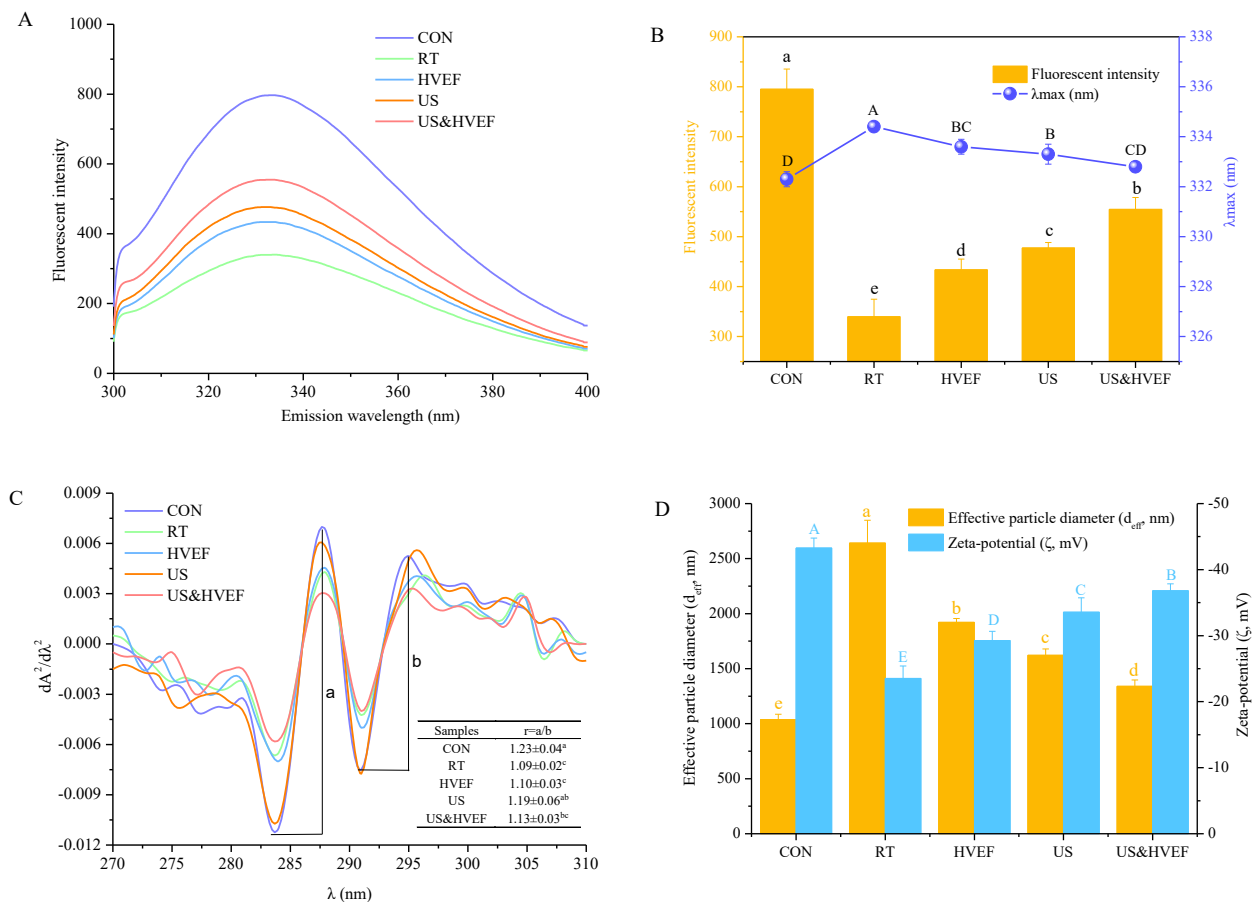 A
1000
800
600
400
200
0
300
320
340
360
380
400
Fluorescent intensity
Emission wavelength (nm)
CON
RT
HVEF
US
US&HVEF
B
900
800
700
600
500
400
300
Fluorescent intensity
338
336
334
332
330
328
326
λmax (nm)
Fluorescent intensity
λmax (nm)
a
e
d
c
b
D
A
BC
B
CD
CON
RT
HVEF
US
US&HVEF
C
0.009
0.006
0.003
0.000
-0.003
-0.006
-0.009
-0.012
dA²/dλ²
270
275
280
285
290
295
300
305
310
λ (nm)
CON
RT
HVEF
US
US&HVEF
a
b
Samples r=a/b
CON 1.23±0.04ᵃ
RT 1.09±0.02ᶜ
HVEF 1.10±0.03ᶜ
US 1.19±0.06ᵃᵇ
US&HVEF 1.13±0.03ᵇᶜ
D
3000
2500
2000
1500
1000
500
0
Effective particle diameter (d_eff, nm)
-50
-40
-30
-20
-10
0
Zeta-potential (ζ, mV)
Effective particle diameter (d_eff, nm)
Zeta-potential (ζ, mV)
e
A
a
E
b
D
c
C
d
B
CON
RT
HVEF
US
US&HVEF